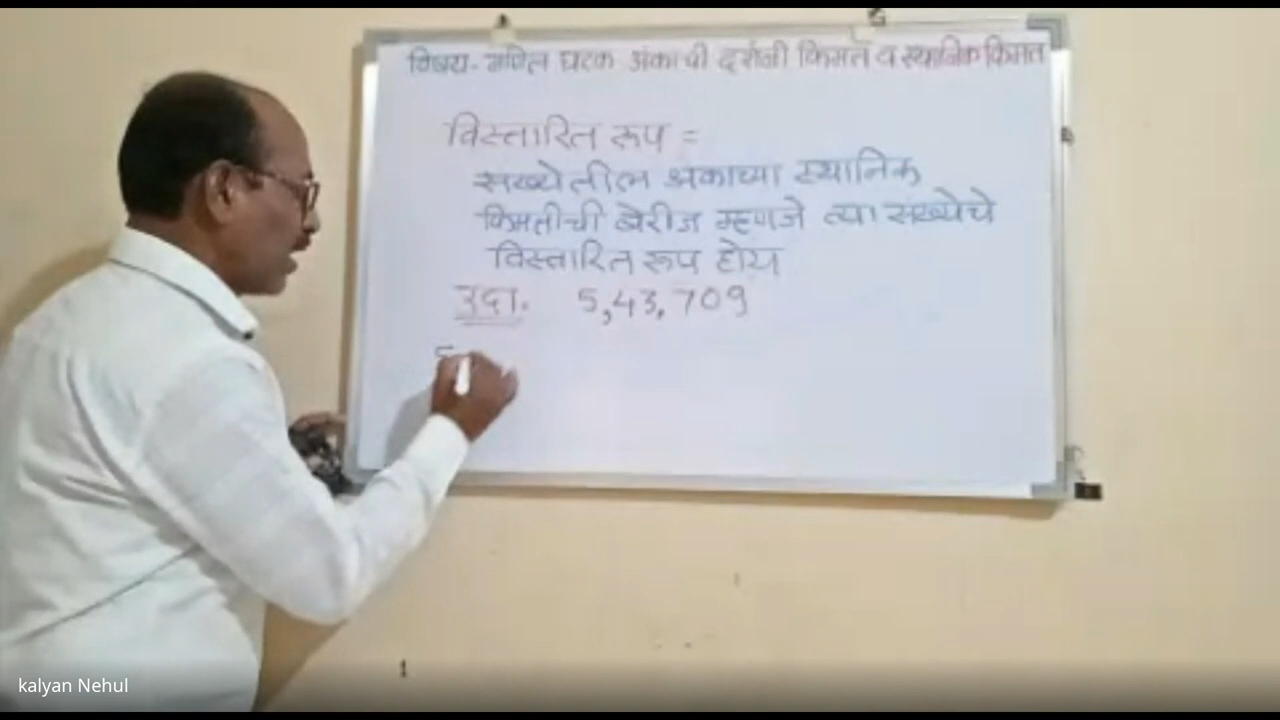 विषय- गणित घटक अंकाची दर्शनी किंमत व स्थानिक किंमत
विस्तारित रूप =
संख्येतील अंकाच्या स्थानिक
किंमतीची बेरीज म्हणजे त्या संख्येचे
विस्तारित रूप होय
उदा. 5,43,709
kalyan Nehul